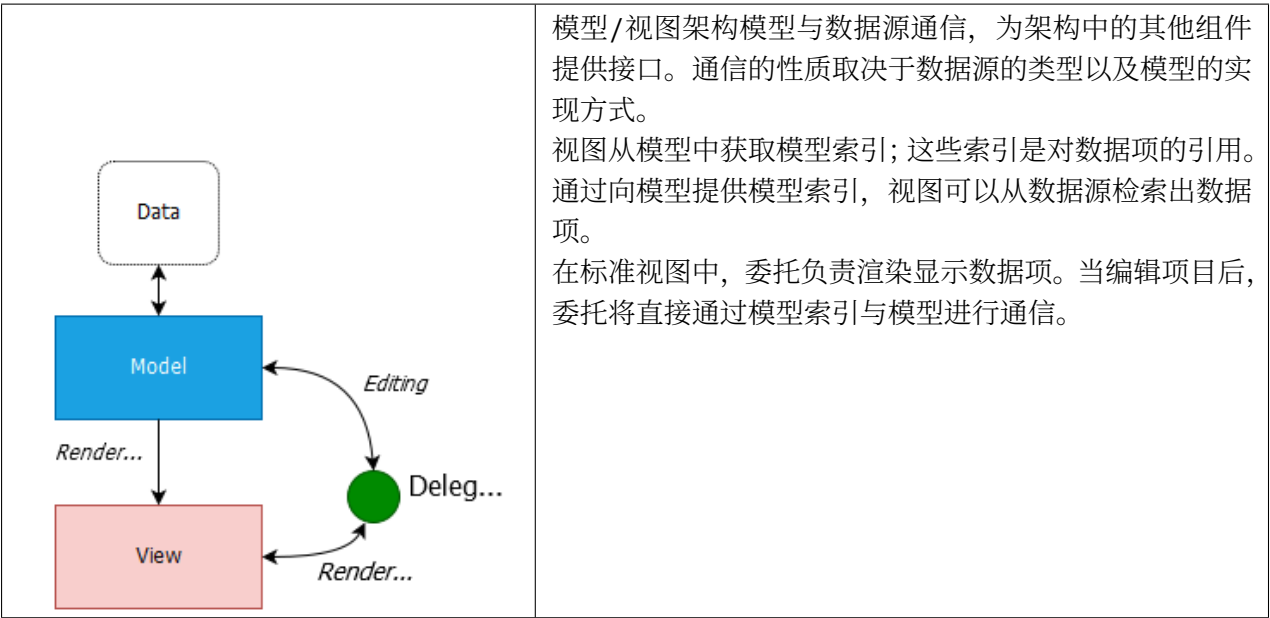 Data
Model
Editing
Render...
Deleg...
View
Render...
模型/视图架构模型与数据源通信，为架构中的其他组件
提供接口。通信的性质取决于数据源的类型以及模型的实
现方式。
视图从模型中获取模型索引；这些索引是对数据项的引用。
通过向模型提供模型索引，视图可以从数据源检索出数据
项。
在标准视图中，委托负责渲染显示数据项。当编辑项目后，
委托将直接通过模型索引与模型进行通信。